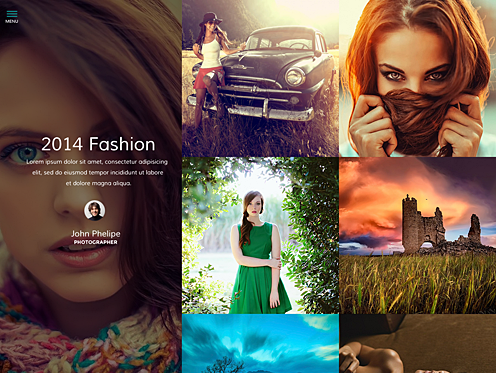 MENU
2014 Fashion
Lorem ipsum dolor sit amet, consectetur adipisicing
elit, sed do eiusmod tempor incididunt ut labore
et dolore magna aliqua.
John Phelipe
PHOTOGRAPHER